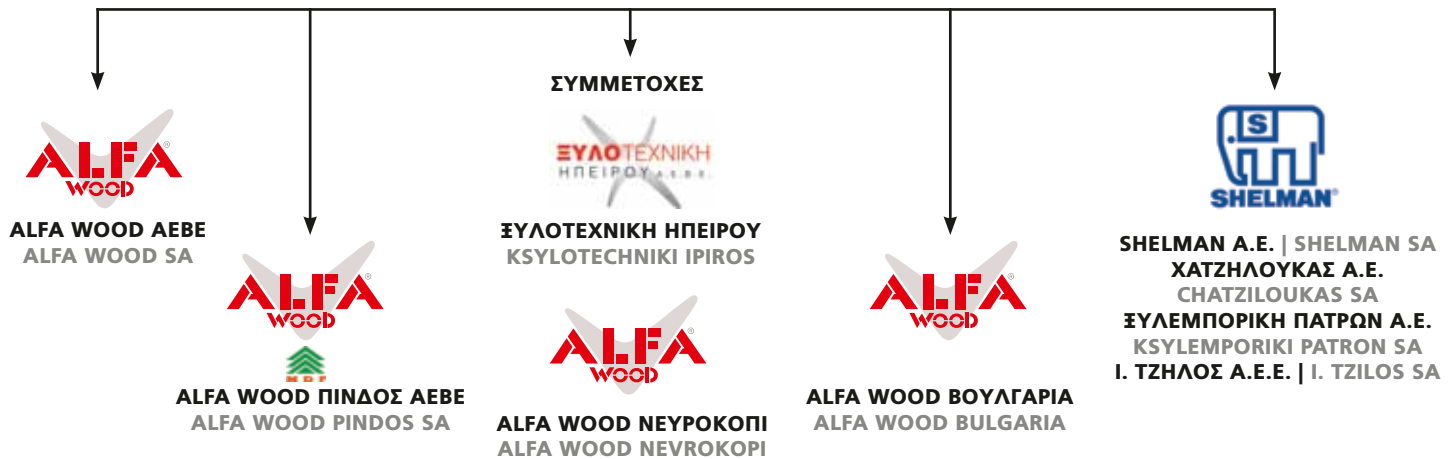 ALFA
WOOD
ALFA WOOD ΑΕΒΕ
ALFA WOOD SA
ALFA
WOOD
MDF
ALFA WOOD ΠΙΝΔΟΣ ΑΕΒΕ
ALFA WOOD PINDOS SA
ΣΥΜΜΕΤΟΧΕΣ
ΞΥΛΟΤΕΧΝΙΚΗ
ΗΠΕΙΡΟΥ Α.Ε.Β.Ε.
ΞΥΛΟΤΕΧΝΙΚΗ ΗΠΕΙΡΟΥ
KSYLOTECHNIKI IPIROS
ALFA
WOOD
ALFA WOOD ΝΕΥΡΟΚΟΠΙ
ALFA WOOD NEVROKOPI
ALFA
WOOD
ALFA WOOD ΒΟΥΛΓΑΡΙΑ
ALFA WOOD BULGARIA
S
SHELMAN®
SHELMAN Α.Ε. | SHELMAN SA
ΧΑΤΖΗΛΟΥΚΑΣ Α.Ε.
CHATZILOUKAS SA
ΞΥΛΕΜΠΟΡΙΚΗ ΠΑΤΡΩΝ Α.Ε.
KSYLEMPORIKI PATRON SA
Ι. ΤΖΗΛΟΣ Α.Ε.Ε. | I. TZILOS SA